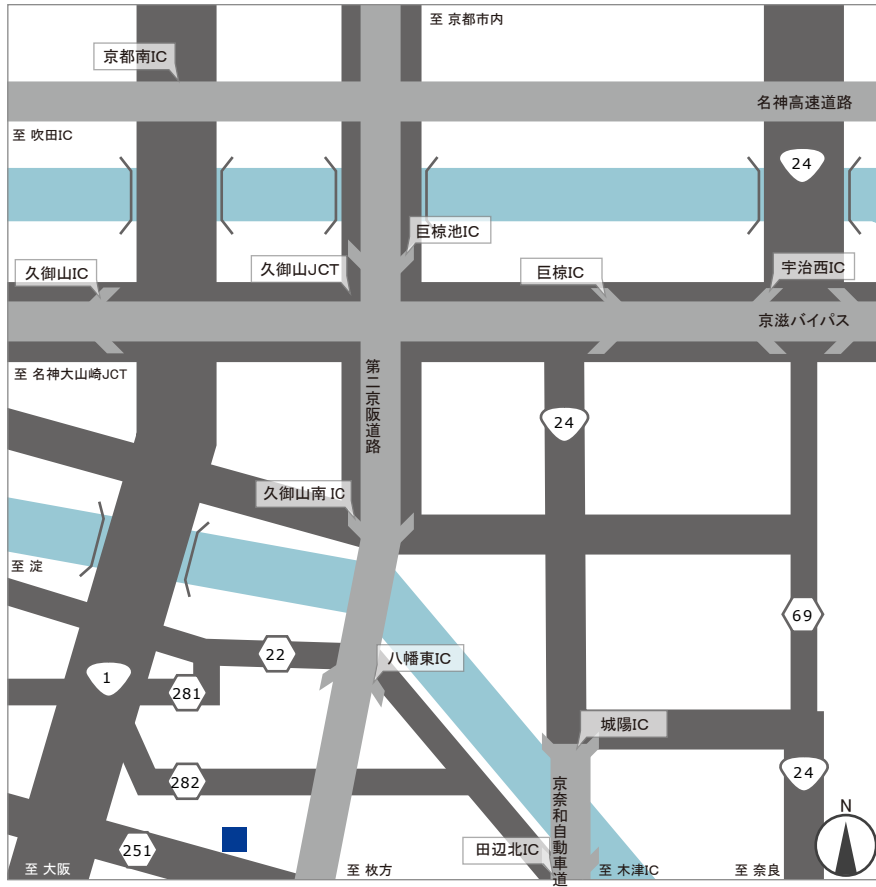 至 京都市内
京都南IC
名神高速道路
至 吹田IC
24
巨椋池IC
久御山IC
久御山JCT
巨椋IC
宇治西IC
京滋バイパス
至 名神大山崎JCT
第二京阪道路
24
久御山南 IC
至 淀
69
22
八幡東IC
1
281
城陽IC
282
24
京奈和自動車道
N
251
田辺北IC
至 大阪
至 枚方
至 木津IC
至 奈良